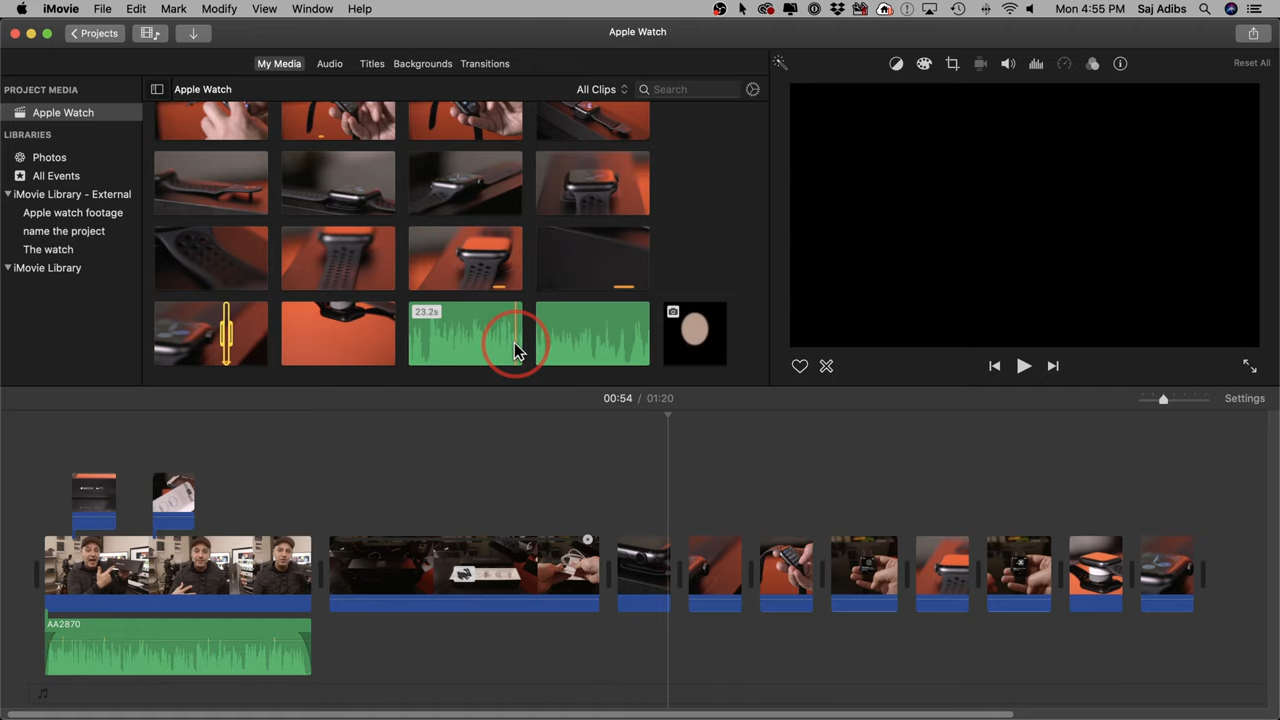 iMovie File Edit Mark Modify View Window Help Mon 4:55 PM Saj Adibs
Projects Apple Watch
My Media Audio Titles Backgrounds Transitions Reset All
PROJECT MEDIA Apple Watch All Clips Search
Apple Watch
LIBRARIES
Photos
All Events
iMovie Library - External
Apple watch footage
name the project
The watch
iMovie Library
23.2s
00:54 / 01:20 Settings
AA2870